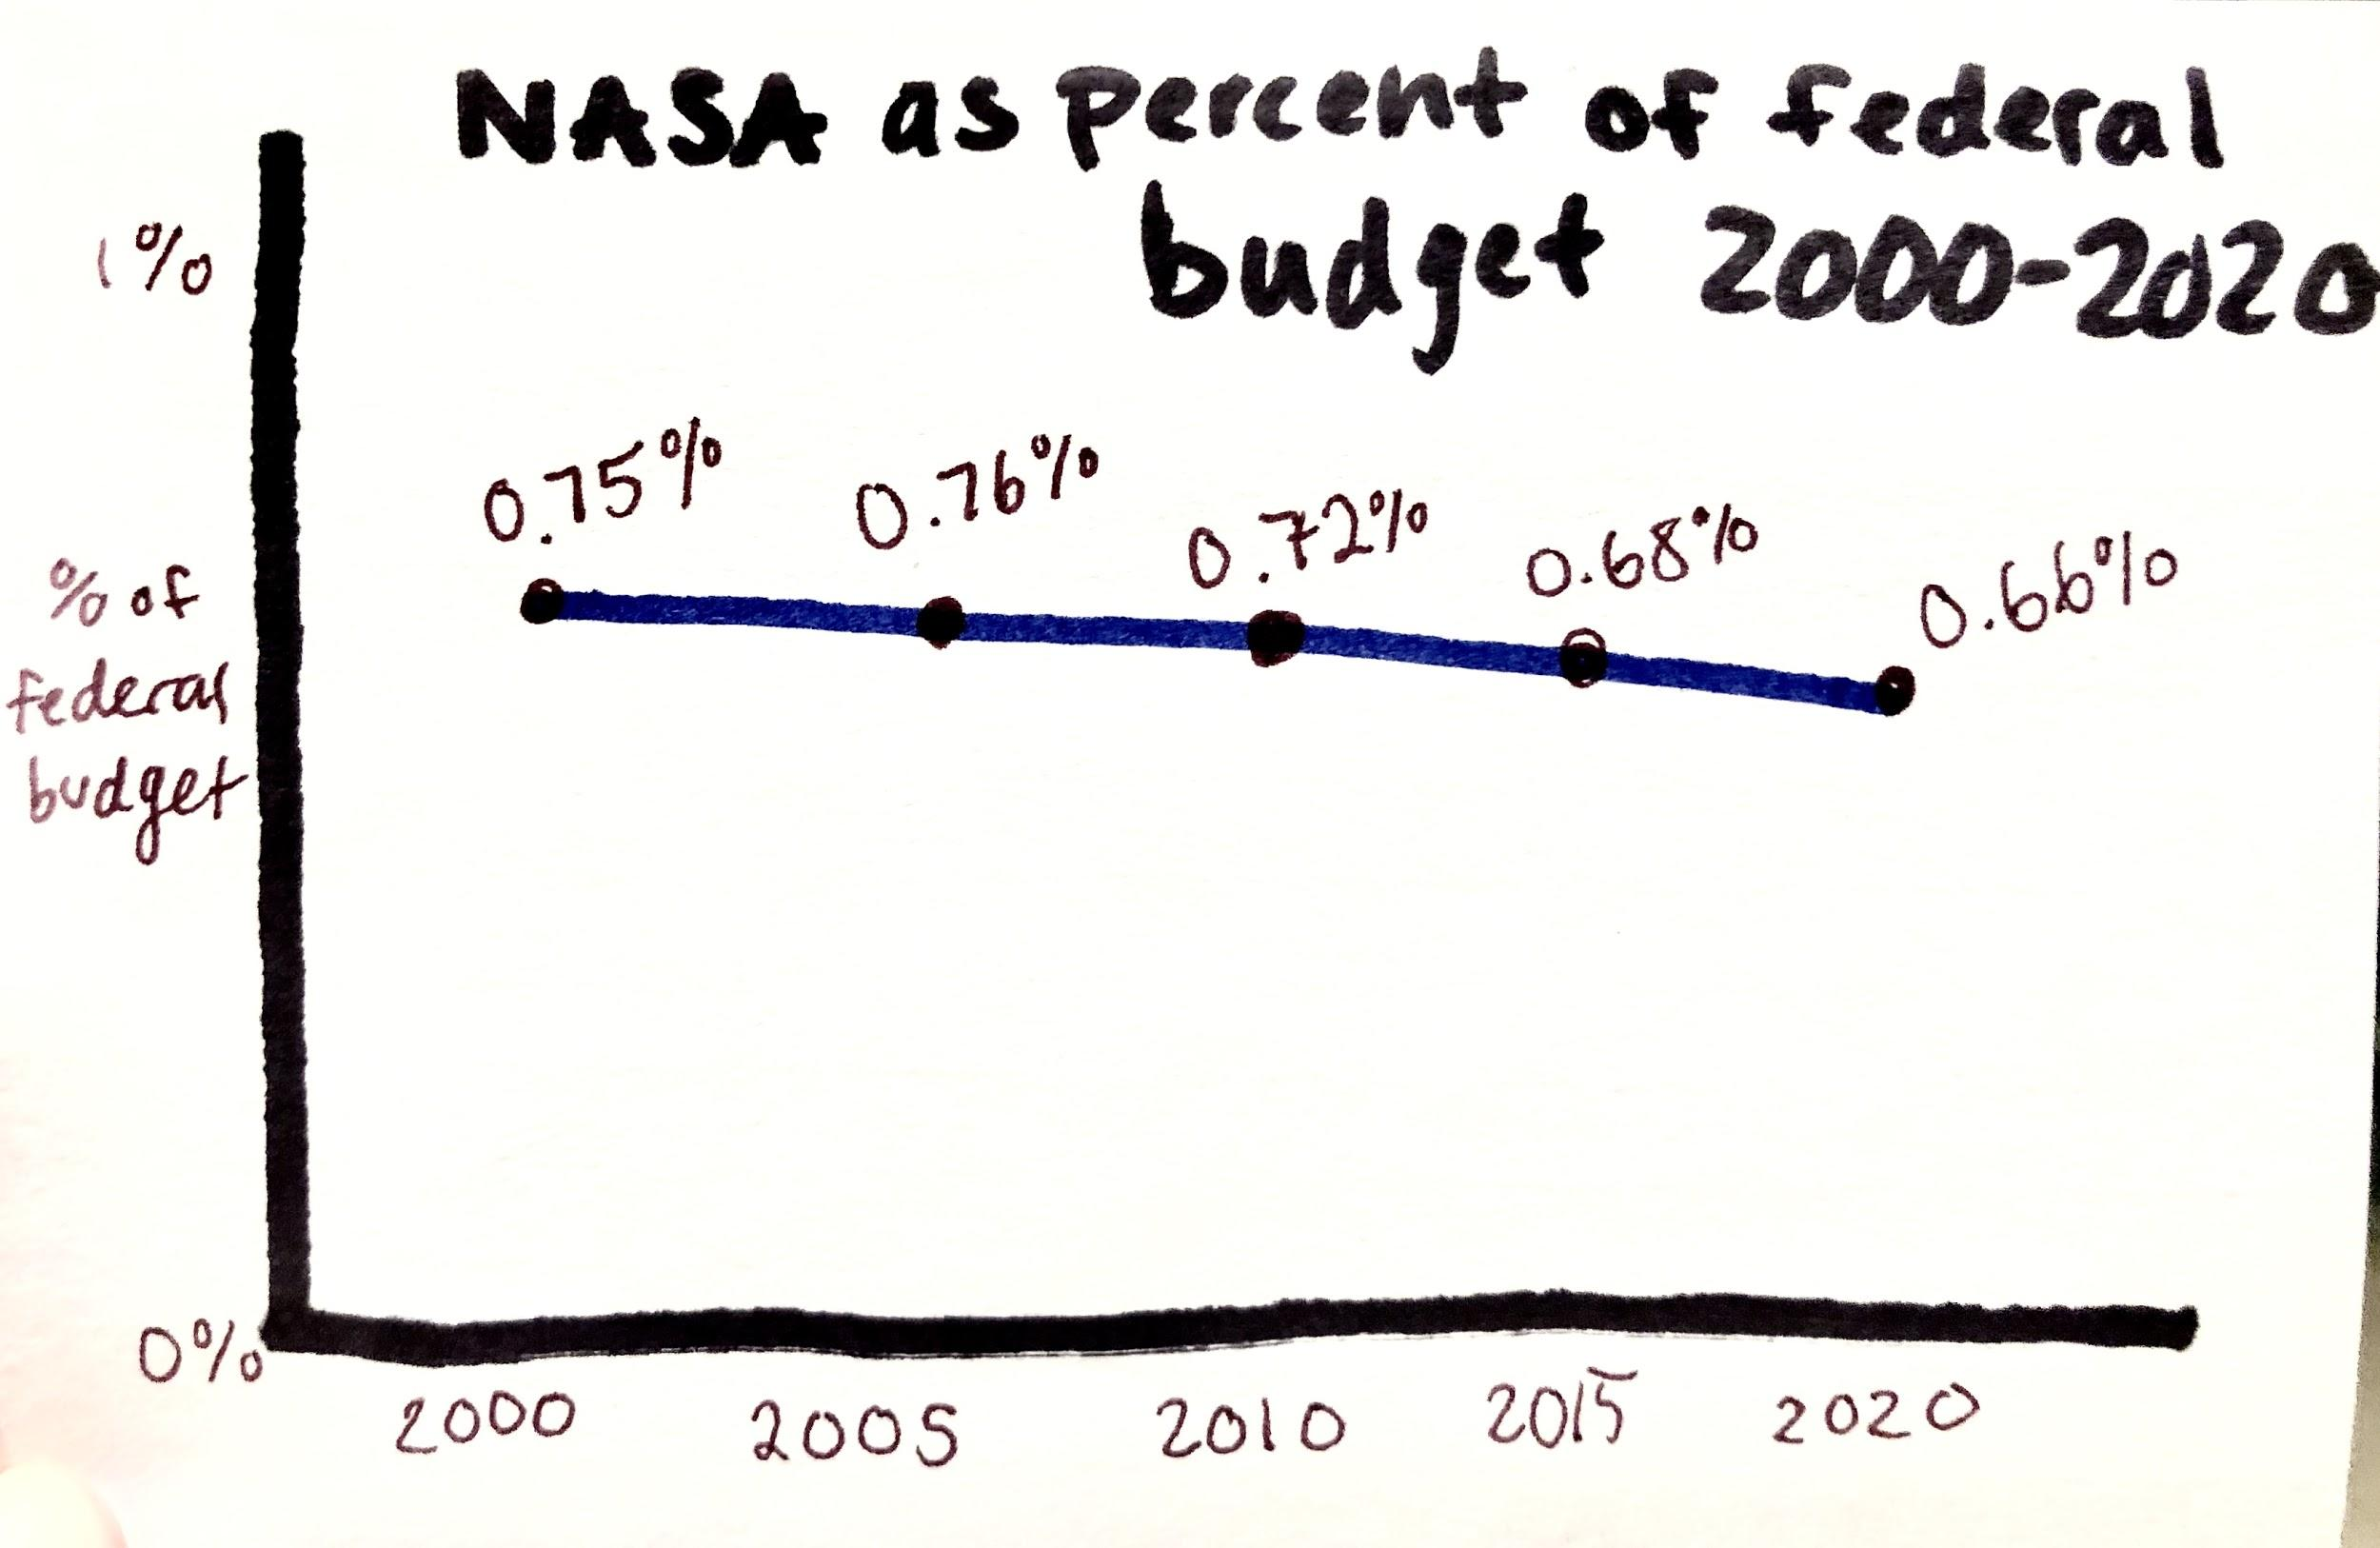 NASA as percent of federal
budget 2000-2020
1%
0.75%
0.76%
0.72%
0.68%
0.66%
% of
federal
budget
0%
2000
2005
2010
2015
2020